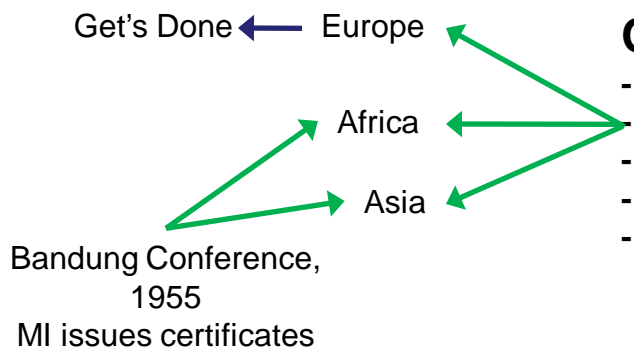 Get's Done
Europe
Africa
Asia
Bandung Conference,
1955
MI issues certificates
-
-
-
-
-